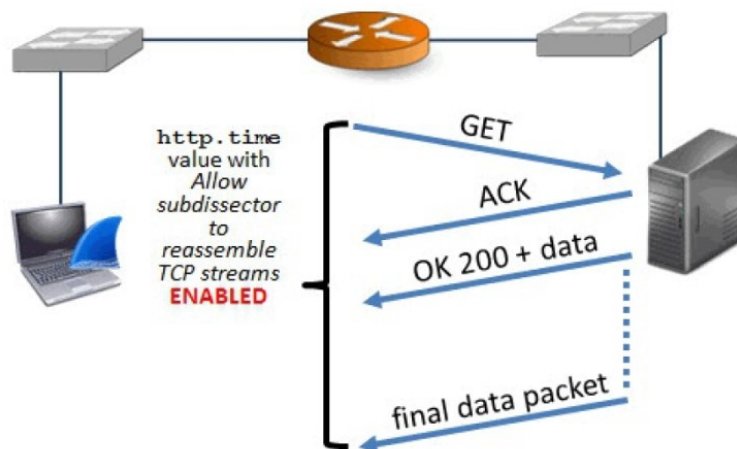 http.time
value with
Allow
subdissector
to
reassemble
TCP streams
ENABLED
GET
ACK
OK 200 + data
final data packet